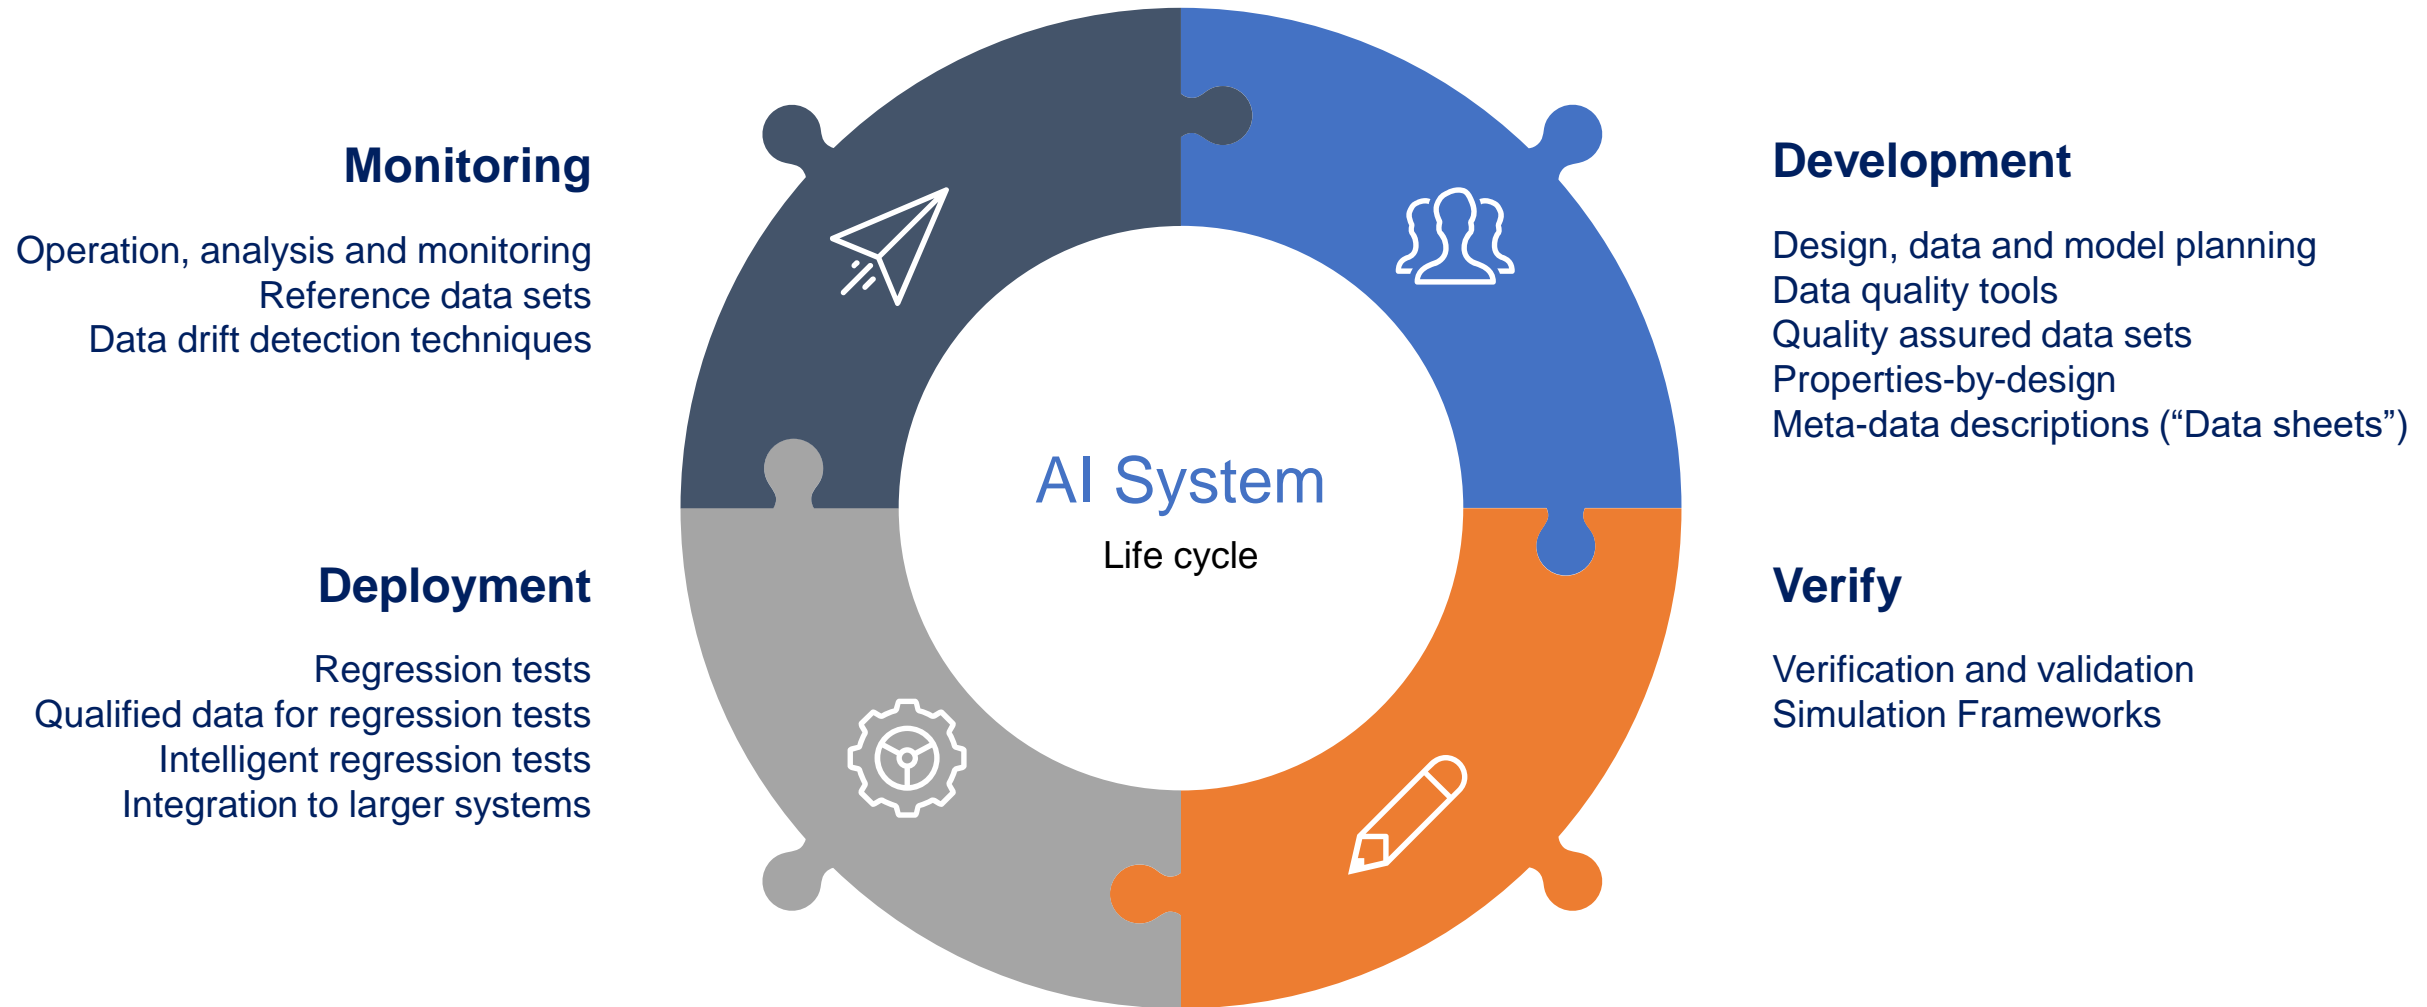 Monitoring
Operation, analysis and monitoring
Reference data sets
Data drift detection techniques
Development
Design, data and model planning
Data quality tools
Quality assured data sets
Properties-by-design
Meta-data descriptions (“Data sheets”)
AI System
Life cycle
Deployment
Regression tests
Qualified data for regression tests
Intelligent regression tests
Integration to larger systems
Verify
Verification and validation
Simulation Frameworks